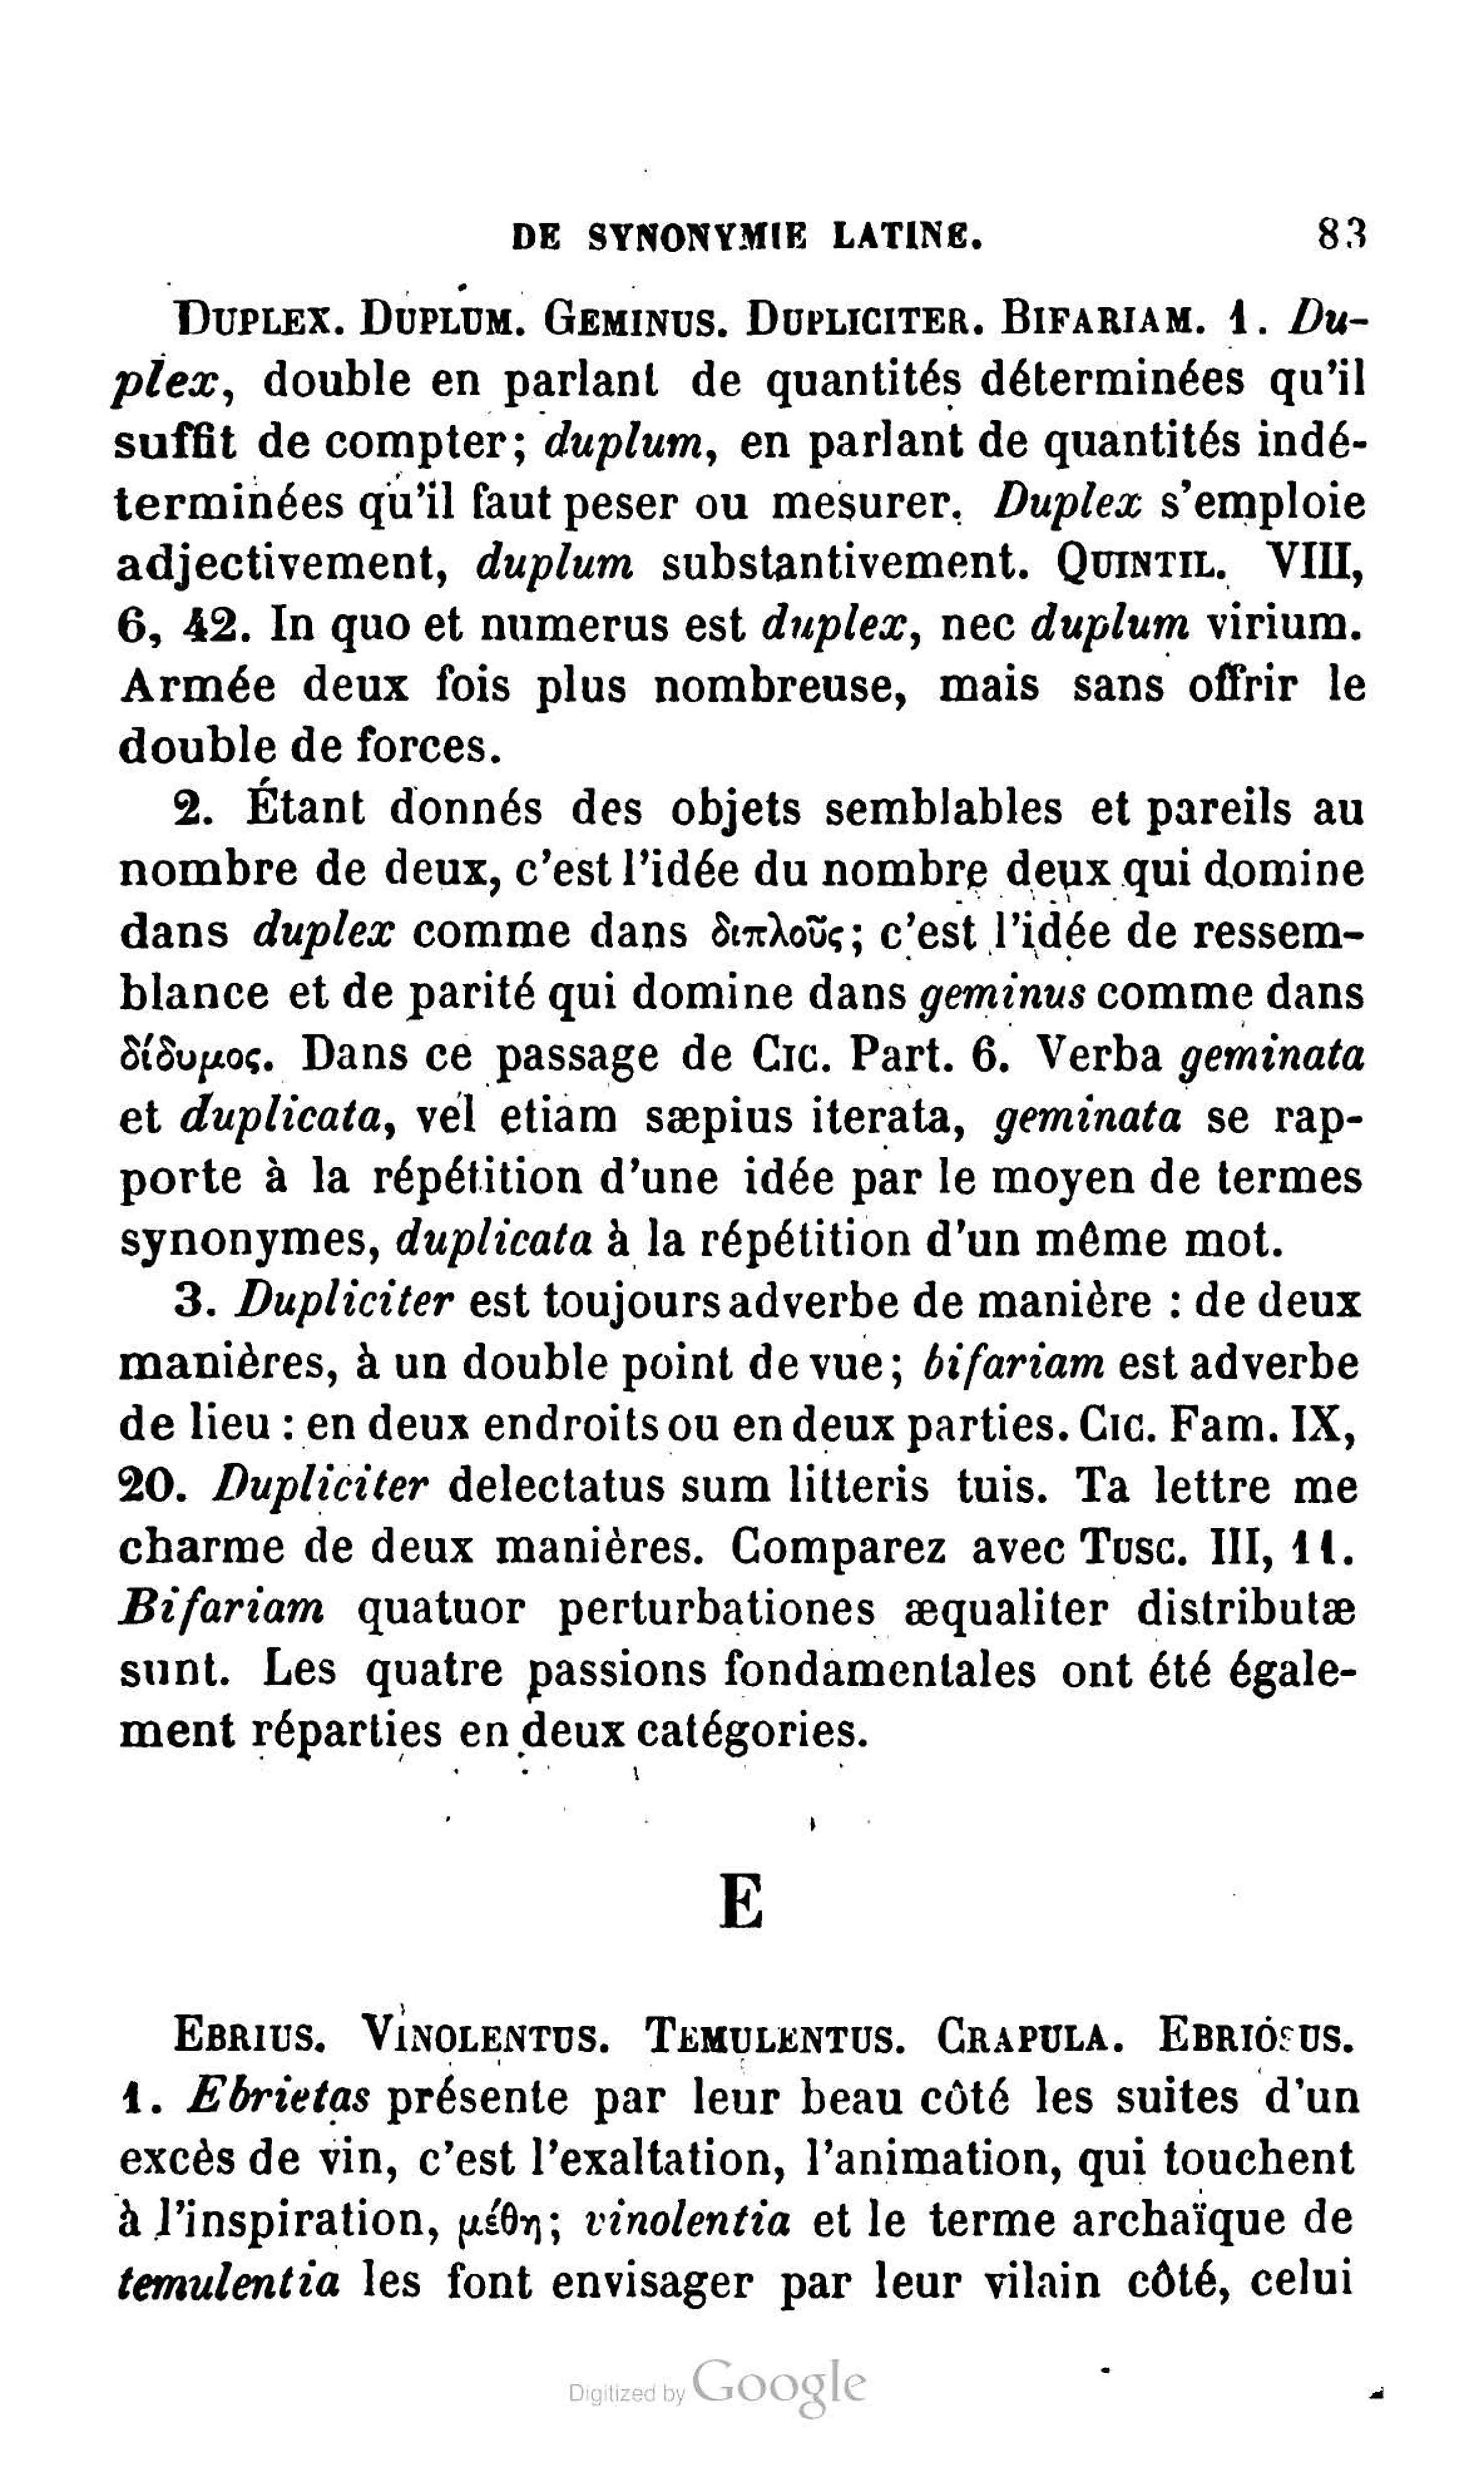 DE SYNONYMIE LATINE. 83
DUPLEX. DUPLUM. GEMINUS. DUPLICITER. BIFARIAM. 1. Du-
plex, double en parlant de quantités déterminées qu'il
suffit de compter; duplum, en parlant de quantités indé-
terminées qu'il faut peser ou mesurer. Duplex s'emploie
adjectivement, duplum substantivement. QUINTIL. VIII,
6, 42. In quo et numerus est duplex, nec duplum virium.
Armée deux fois plus nombreuse, mais sans offrir le
double de forces.
2. Étant donnés des objets semblables et pareils au
nombre de deux, c'est l'idée du nombre deux qui domine
dans duplex comme dans διπλοῦς; c'est l'idée de ressem-
blance et de parité qui domine dans geminus comme dans
δίδυμος. Dans ce passage de CIC. Part. 6. Verba geminata
et duplicata, vel etiam sæpius iterata, geminata se rap-
porte à la répétition d'une idée par le moyen de termes
synonymes, duplicata à la répétition d'un même mot.
3. Dupliciter est toujours adverbe de manière : de deux
manières, à un double point de vue; bifariam est adverbe
de lieu : en deux endroits ou en deux parties. CIC. Fam. IX,
20. Dupliciter delectatus sum litteris tuis. Ta lettre me
charme de deux manières. Comparez avec TUSC. III, 11.
Bifariam quatuor perturbationes æqualiter distributæ
sunt. Les quatre passions fondamentales ont été égale-
ment réparties en deux catégories.
E
EBRIUS. VINOLENTUS. TEMULENTUS. CRAPULA. EBRIOSUS.
1. Ebrietas présente par leur beau côté les suites d'un
excès de vin, c'est l'exaltation, l'animation, qui touchent
à l'inspiration, μέθη; vinolentia et le terme archaïque de
temulentia les font envisager par leur vilain côté, celui
Digitized by Google